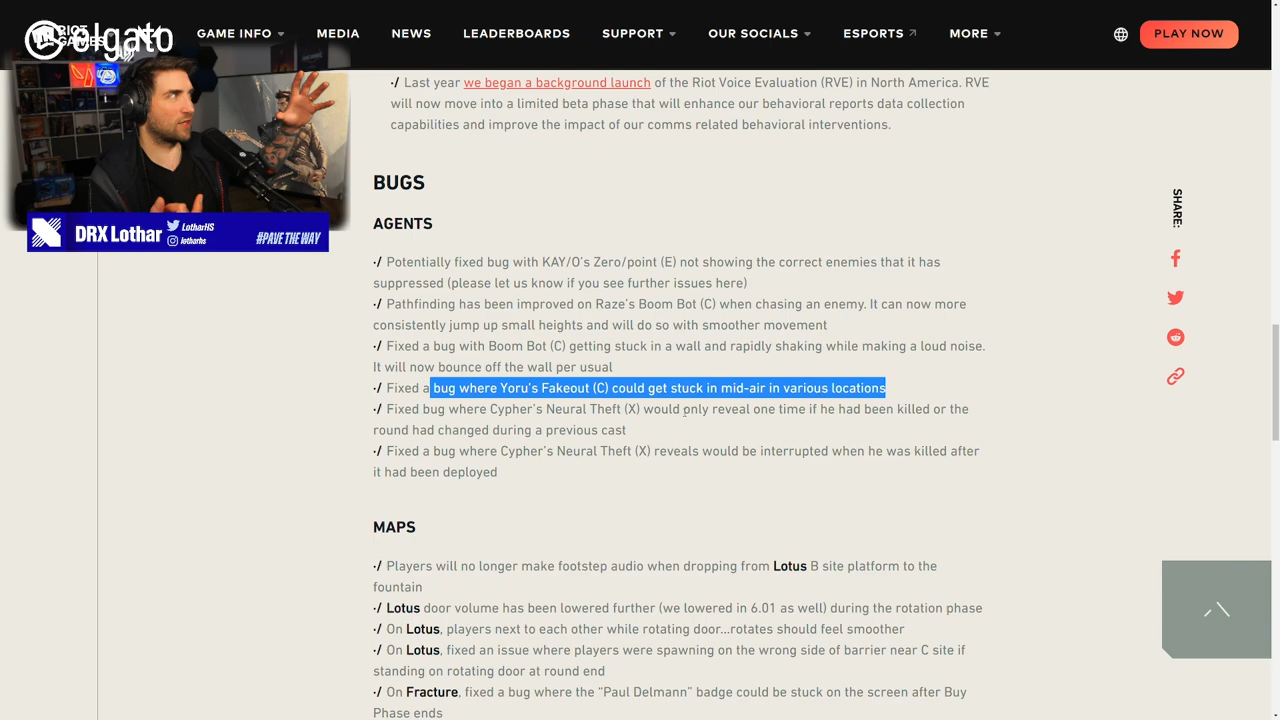 RIOT GAMES
elgato
GAME INFO
MEDIA
NEWS
LEADERBOARDS
SUPPORT
OUR SOCIALS
ESPORTS
MORE
PLAY NOW
·/ Last year we began a background launch of the Riot Voice Evaluation (RVE) in North America. RVE
will now move into a limited beta phase that will enhance our behavioral reports data collection
capabilities and improve the impact of our comms related behavioral interventions.
DRX Lothar
LotharHS
lotharhs
#PAVE THE WAY
BUGS
AGENTS
·/ Potentially fixed bug with KAY/O's Zero/point (E) not showing the correct enemies that it has
suppressed (please let us know if you see further issues here)
·/ Pathfinding has been improved on Raze's Boom Bot (C) when chasing an enemy. It can now more
consistently jump up small heights and will do so with smoother movement
·/ Fixed a bug with Boom Bot (C) getting stuck in a wall and rapidly shaking while making a loud noise.
It will now bounce off the wall per usual
·/ Fixed a bug where Yoru's Fakeout (C) could get stuck in mid-air in various locations
·/ Fixed bug where Cypher's Neural Theft (X) would only reveal one time if he had been killed or the
round had changed during a previous cast
·/ Fixed a bug where Cypher's Neural Theft (X) reveals would be interrupted when he was killed after
it had been deployed
MAPS
·/ Players will no longer make footstep audio when dropping from Lotus B site platform to the
fountain
·/ Lotus door volume has been lowered further (we lowered in 6.01 as well) during the rotation phase
·/ On Lotus, players next to each other while rotating door...rotates should feel smoother
·/ On Lotus, fixed an issue where players were spawning on the wrong side of barrier near C site if
standing on rotating door at round end
·/ On Fracture, fixed a bug where the “Paul Delmann” badge could be stuck on the screen after Buy
Phase ends
SHARE: